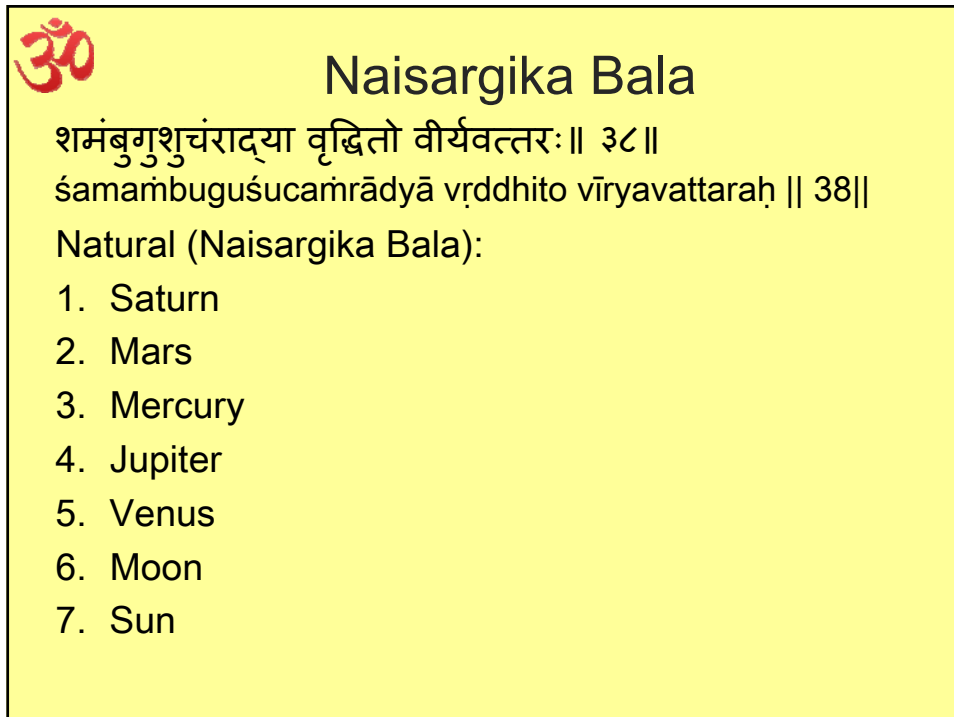 ॐ
Naisargika Bala
शमंबुगुशुचंराद्या वृद्धितो वीर्यवत्तरः॥ ३८॥
śamaṁbuguśucaṁrādyā vṛddhito vīryavattaraḥ || 38||
Natural (Naisargika Bala):
1. Saturn
2. Mars
3. Mercury
4. Jupiter
5. Venus
6. Moon
7. Sun